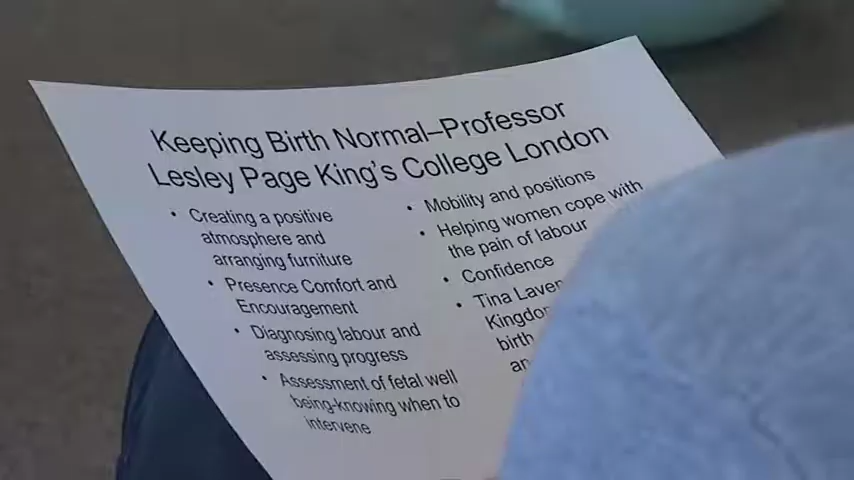 Keeping Birth Normal–Professor
Lesley Page King's College London
• Creating a positive
atmosphere and
arranging furniture
• Presence Comfort and
Encouragement
• Diagnosing labour and
assessing progress
• Assessment of fetal well
being-knowing when to
intervene
• Mobility and positions
• Helping women cope with
the pain of labour
• Confidence
• Tina
birth